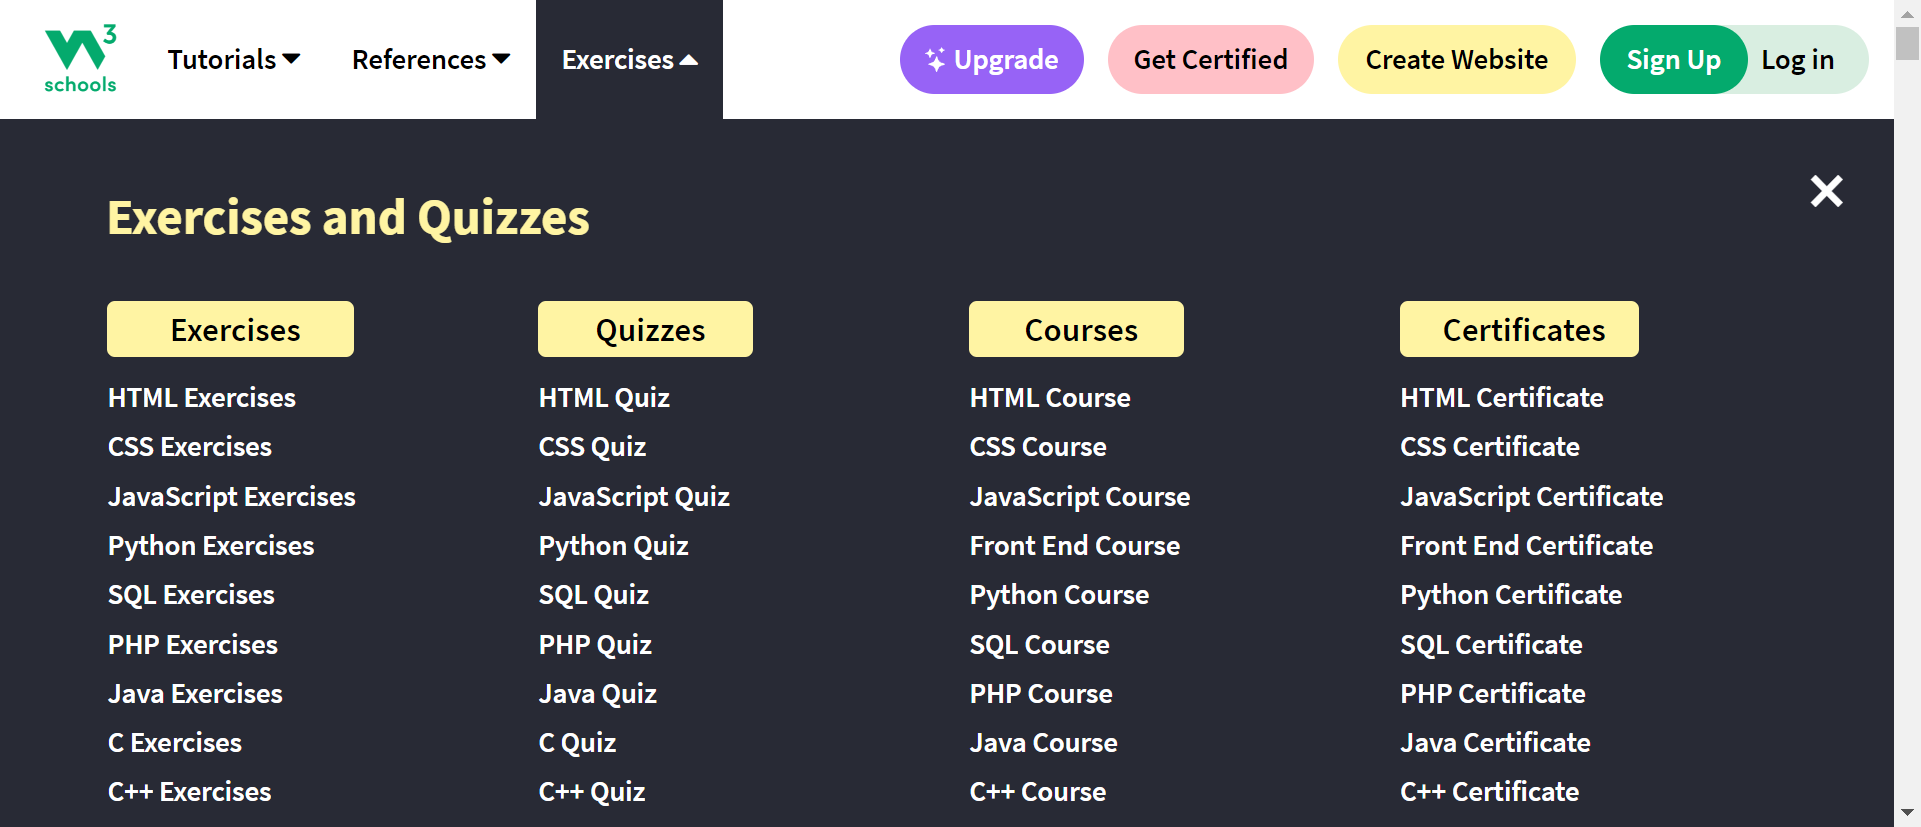 W3 schools
Tutorials References Exercises Upgrade Get Certified Create Website Sign Up Log in
Exercises and Quizzes
Exercises
HTML Exercises
CSS Exercises
JavaScript Exercises
Python Exercises
SQL Exercises
PHP Exercises
Java Exercises
C Exercises
C++ Exercises
Quizzes
HTML Quiz
CSS Quiz
JavaScript Quiz
Python Quiz
SQL Quiz
PHP Quiz
Java Quiz
C Quiz
C++ Quiz
Courses
HTML Course
CSS Course
JavaScript Course
Front End Course
Python Course
SQL Course
PHP Course
Java Course
C++ Course
Certificates
HTML Certificate
CSS Certificate
JavaScript Certificate
Front End Certificate
Python Certificate
SQL Certificate
PHP Certificate
Java Certificate
C++ Certificate